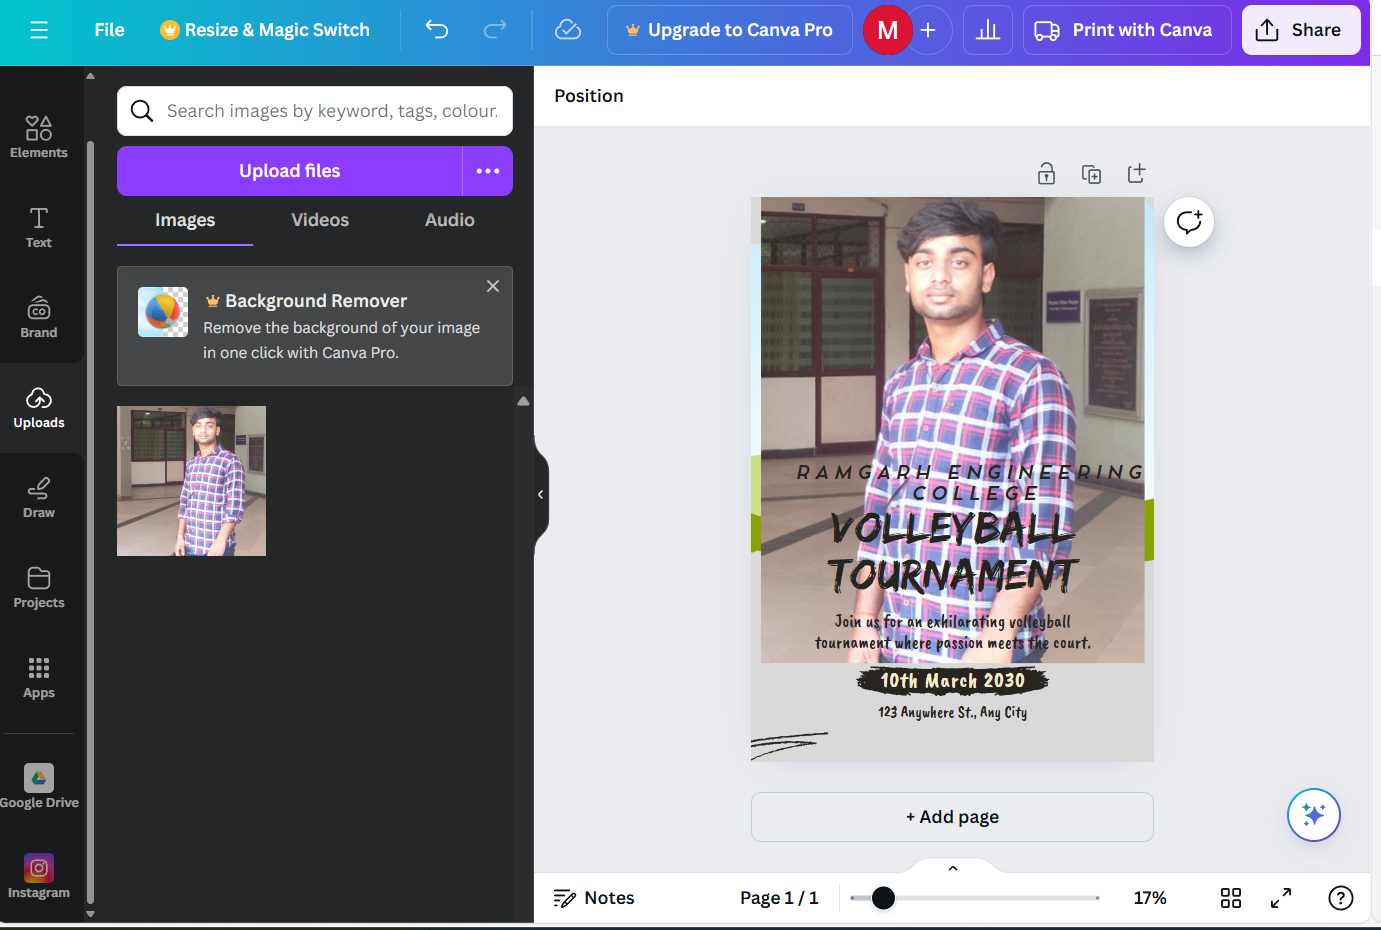 File
Resize & Magic Switch
Upgrade to Canva Pro
M
+
Print with Canva
Share
Elements
Text
Brand
Uploads
Draw
Projects
Apps
Google Drive
Instagram
Search images by keyword, tags, colour.
Upload files
Images
Videos
Audio
Background Remover
Remove the background of your image
in one click with Canva Pro.
Position
RAMGARH ENGINEERING
COLLEGE
VOLLEYBALL
TOURNAMENT
Join us for an exhilarating volleyball
tournament where passion meets the court.
10th March 2030
123 Anywhere St., Any City
+ Add page
Notes
Page 1 / 1
17%